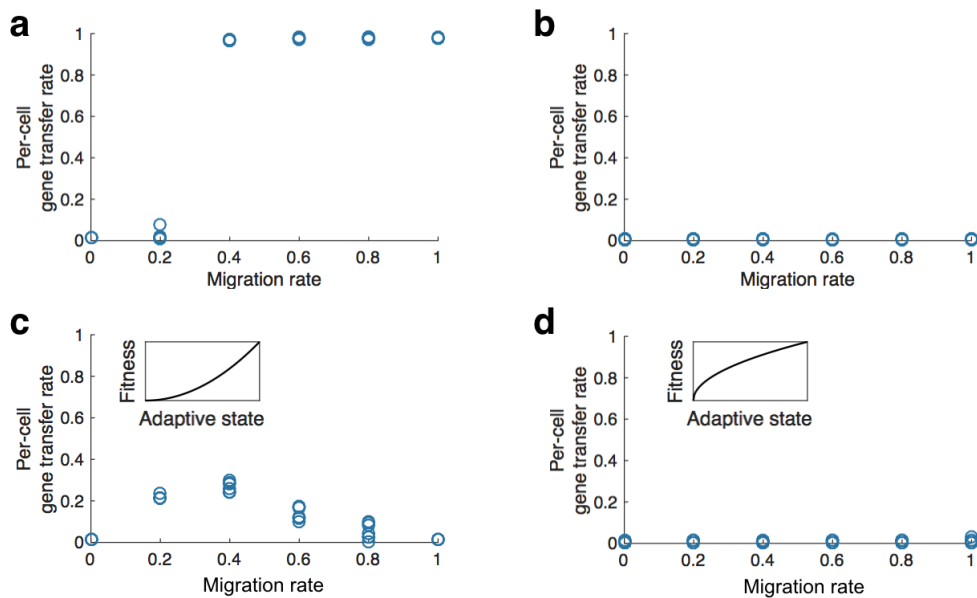 a
Per-cell
gene transfer rate
1
0.8
0.6
0.4
0.2
0
0 0.2 0.4 0.6 0.8 1
Migration rate
b
Per-cell
gene transfer rate
1
0.8
0.6
0.4
0.2
0
0 0.2 0.4 0.6 0.8 1
Migration rate
c
Per-cell
gene transfer rate
1
0.8
0.6
0.4
0.2
0
Fitness
Adaptive state
0 0.2 0.4 0.6 0.8 1
Migration rate
d
Per-cell
gene transfer rate
1
0.8
0.6
0.4
0.2
0
Fitness
Adaptive state
0 0.2 0.4 0.6 0.8 1
Migration rate